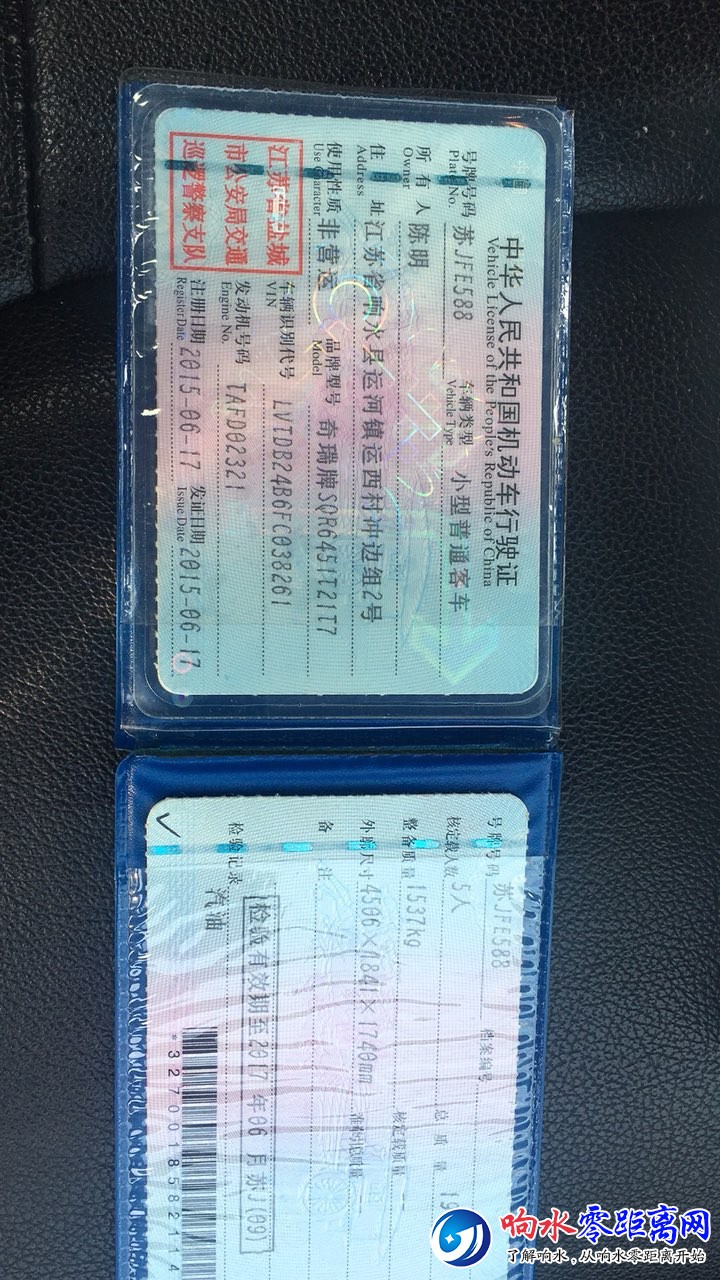 中华人民共和国机动车行驶证
Vehicle License of the People's Republic of China
号牌号码 苏JFE588 车辆类型 小型普通客车
Plate No. Vehicle Type
所有人 陈明
Owner
住址 江苏省响水县运河镇运西村冲边组2号
Address
使用性质 非营运 品牌型号 奇瑞牌SQR6451T21T7
Use Character Model
江苏省盐城
市公安局交通
巡逻警察支队
车辆识别代号 LVTDB24B6FC038261
VIN
发动机号码 TAFD02321
Engine No.
注册日期 2015-06-17 发证日期 2015-06-17
Register Date Issue Date
号牌号码 苏JFE588 档案编号
核定载人数 5人 总质量 19
整备质量 1537kg 核定载质量
外廓尺寸 4506×1841×1740mm 准牵引总质量
备注
检验有效期至2017年06月苏J(09)
检验记录
汽油
*3270018582114
响水零距离网
了解响水，从响水零距离开始